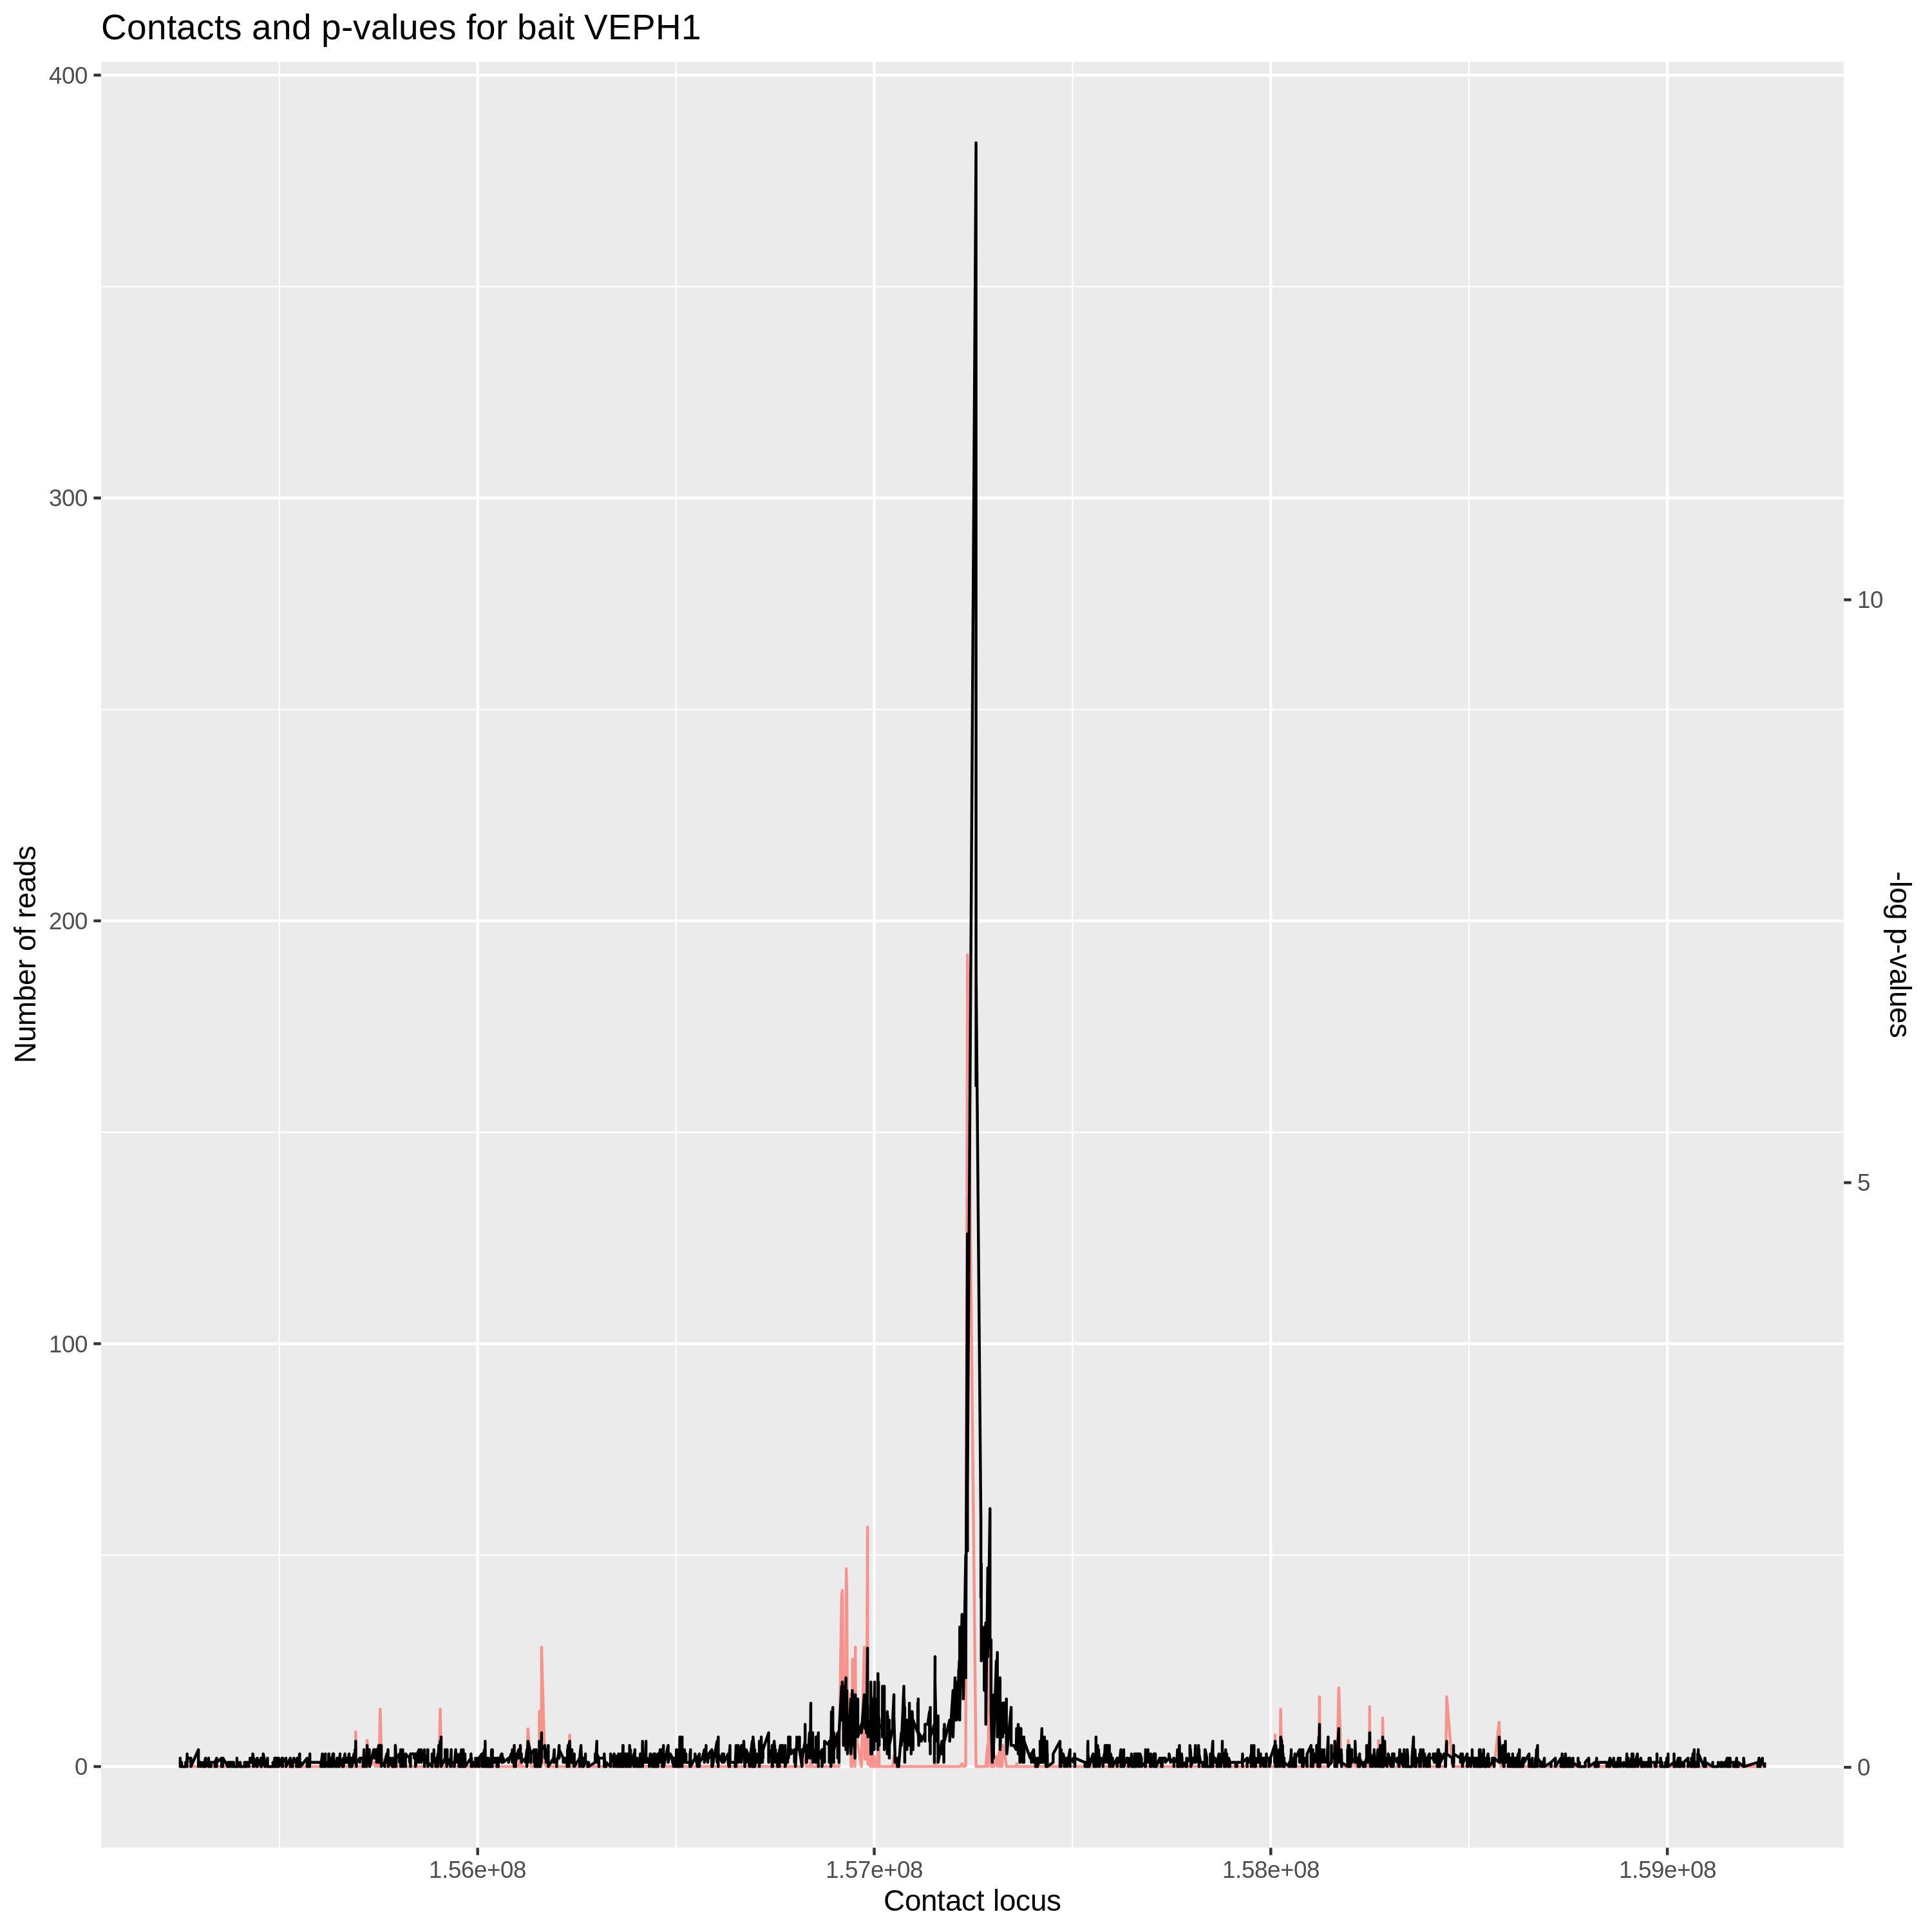 Contacts and p-values for bait VEPH1
400
300
200
100
0
Number of reads
10
5
0
-log p-values
1.56e+08
1.57e+08
1.58e+08
1.59e+08
Contact locus